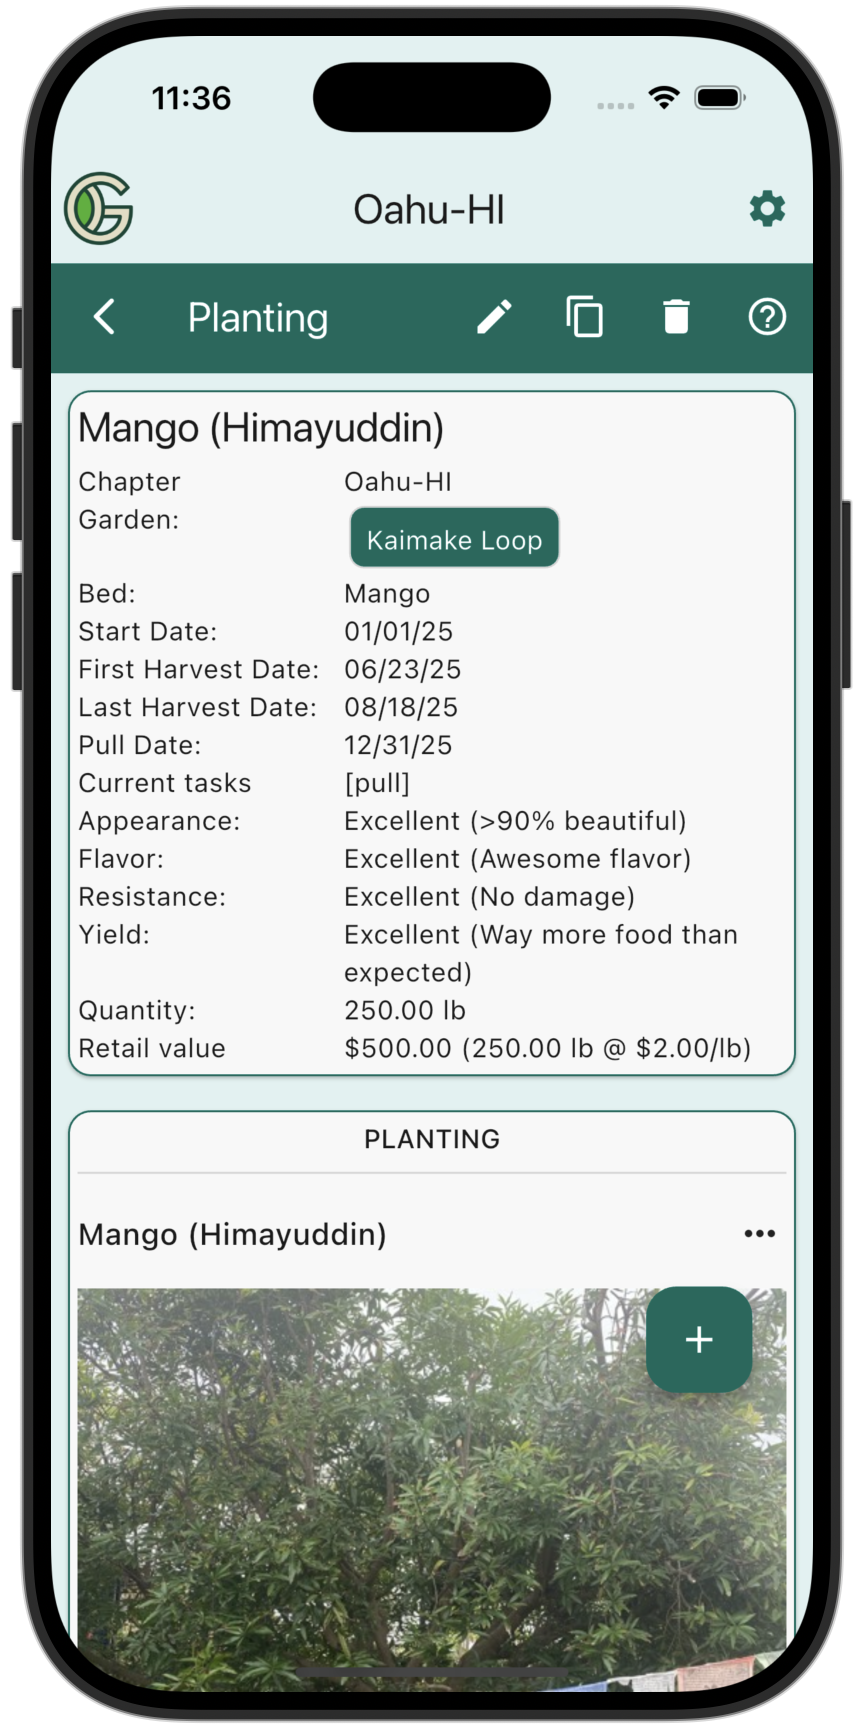 11:36
Oahu-HI
Planting
Mango (Himayuddin)
Chapter Oahu-HI
Garden: Kaimake Loop
Bed: Mango
Start Date: 01/01/25
First Harvest Date: 06/23/25
Last Harvest Date: 08/18/25
Pull Date: 12/31/25
Current tasks [pull]
Appearance: Excellent (>90% beautiful)
Flavor: Excellent (Awesome flavor)
Resistance: Excellent (No damage)
Yield: Excellent (Way more food than
expected)
Quantity: 250.00 lb
Retail value $500.00 (250.00 lb @ $2.00/lb)
PLANTING
Mango (Himayuddin)